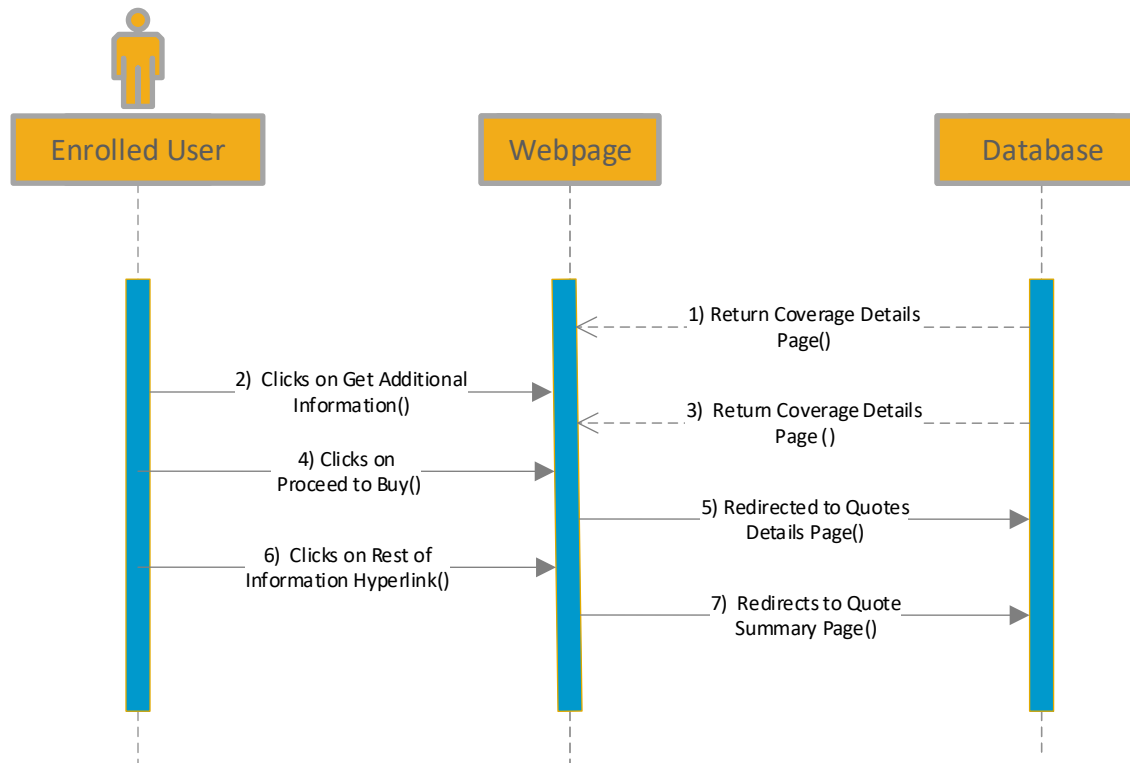 Enrolled User
Webpage
Database
1) Return Coverage Details
Page()
2) Clicks on Get Additional
Information()
3) Return Coverage Details
Page ()
4) Clicks on
Proceed to Buy()
5) Redirected to Quotes
Details Page()
6) Clicks on Rest of
Information Hyperlink()
7) Redirects to Quote
Summary Page()